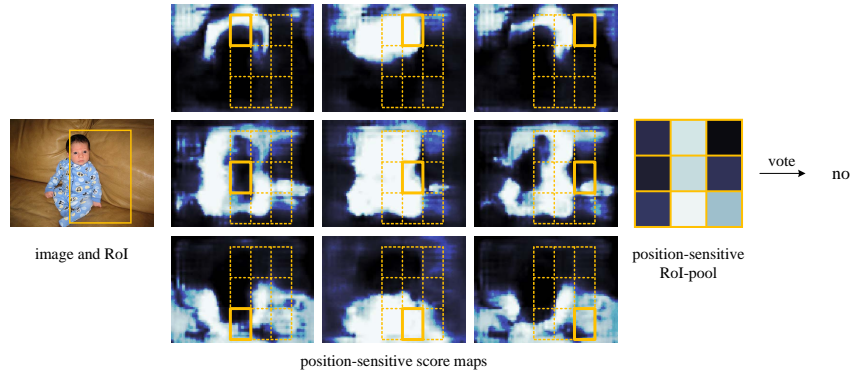 image and RoI
position-sensitive score maps
position-sensitive
RoI-pool
vote
no